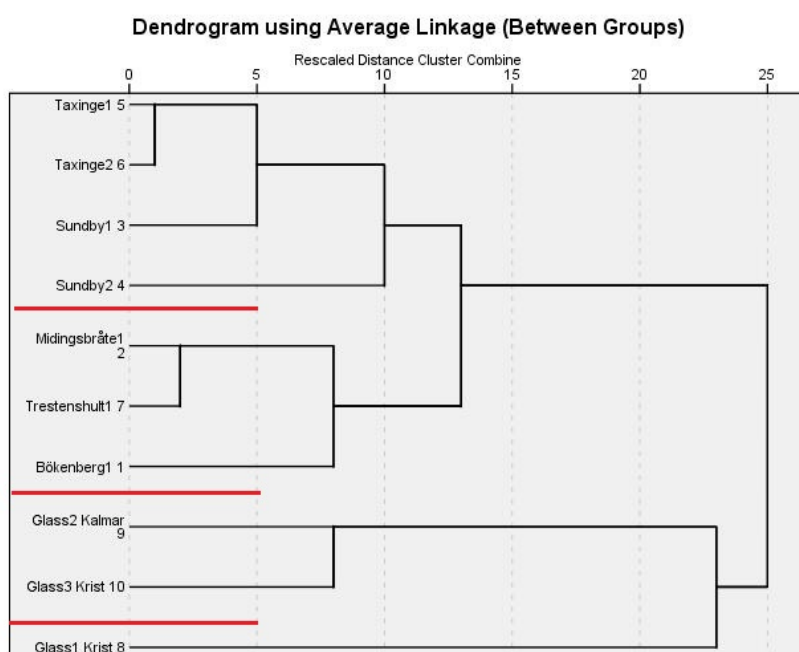 Dendrogram using Average Linkage (Between Groups)
Rescaled Distance Cluster Combine
0 5 10 15 20 25
Taxinge1 5
Taxinge2 6
Sundby1 3
Sundby2 4
Midingsbråte1
2
Trestenshult1 7
Bökenberg1 1
Glass2 Kalmar
9
Glass3 Krist 10
Glass1 Krist 8